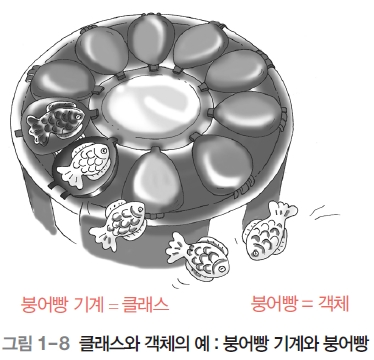 붕어빵 기계 = 클래스
붕어빵 = 객체
그림 1-8 클래스와 객체의 예 : 붕어빵 기계와 붕어빵